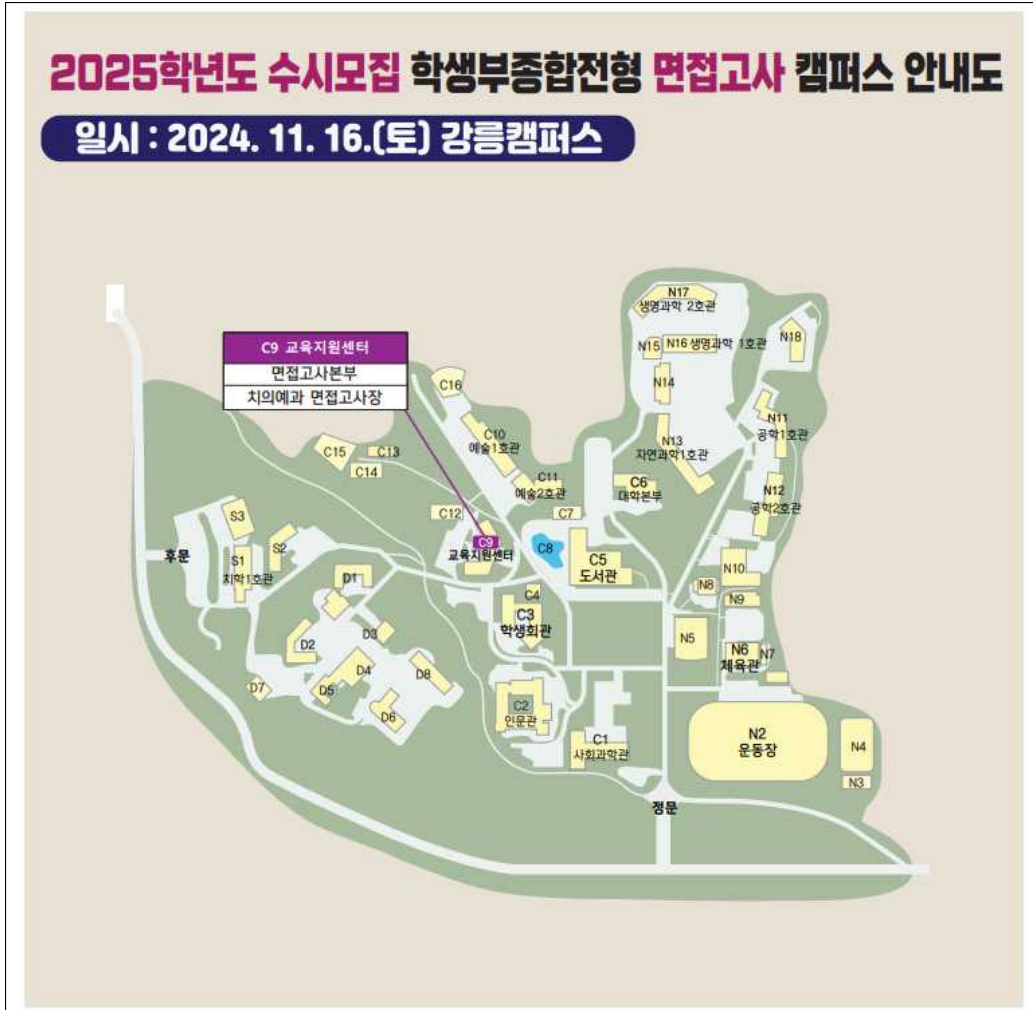 2025학년도 수시모집 학생부종합전형 면접고사 캠퍼스 안내도
일시 : 2024. 11. 16.(토) 강릉캠퍼스
C9 교육지원센터
면접고사본부
치의예과 면접고사장
N17
생명과학 2호관
N15
N16 생명과학 1호관
N18
N14
C16
C10
예술1호관
N11
공학1호관
N13
자연과학1호관
C15
C13
C14
C11
예술2호관
C6
대학본부
N12
공학2호관
C12
C7
S3
S2
C9
교육지원센터
C8
C5
도서관
후문
S1
치학1호관
D1
N10
N8
N9
C4
C3
학생회관
D3
D2
N5
N6
체육관
N7
D4
D8
D7
D5
D6
C2
인문관
C1
사회과학관
N2
운동장
N4
N3
정문